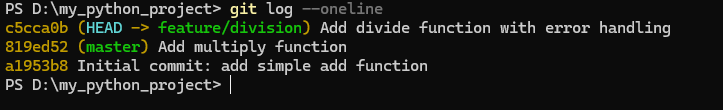 PS D:\my_python_project> git log --oneline
c5cca0b (HEAD -> feature/division) Add divide function with error handling
819ed52 (master) Add multiply function
a1953b8 Initial commit: add simple add function
PS D:\my_python_project>